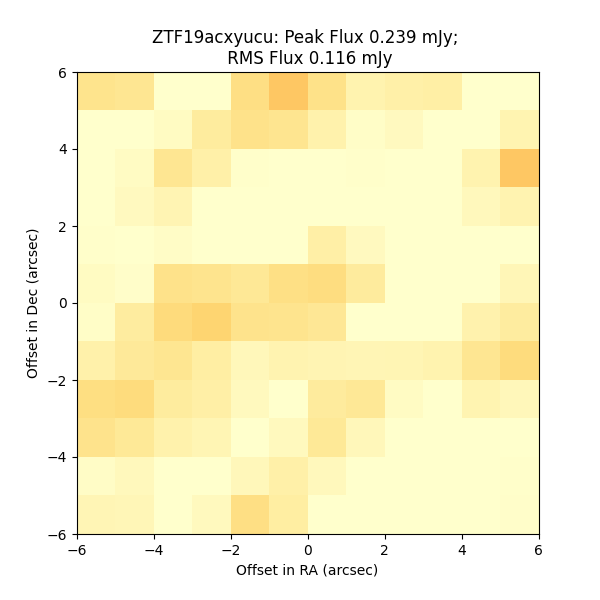 ZTF19acxyucu: Peak Flux 0.239 mJy;
RMS Flux 0.116 mJy
6
4
2
0
−2
−4
−6
Offset in Dec (arcsec)
−6 −4 −2 0 2 4 6
Offset in RA (arcsec)